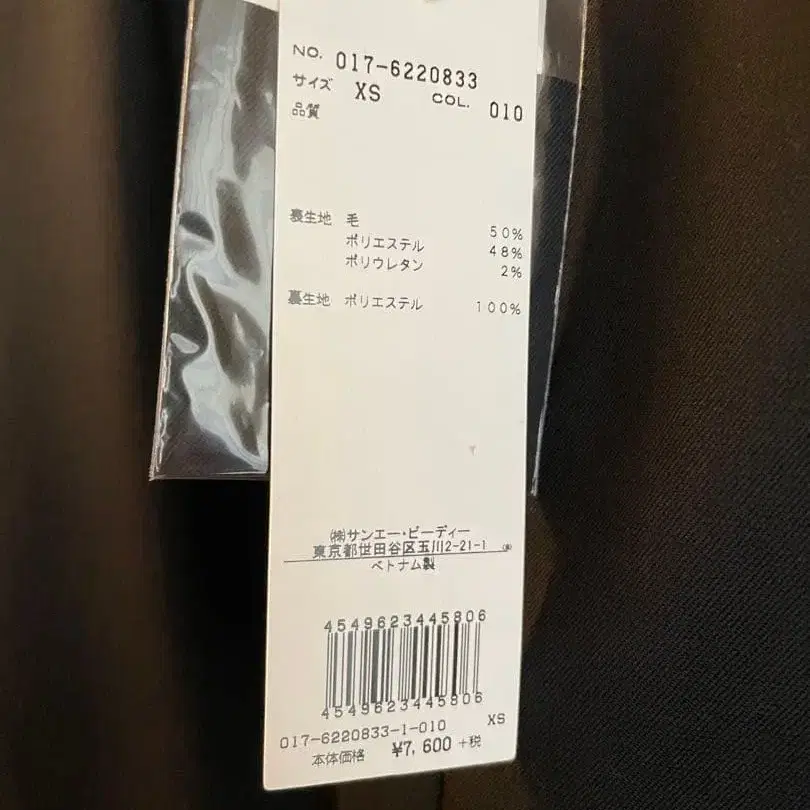 NO. 017-6220833
サイズ XS COL. 010
品質
裏生地 毛 50%
ポリエステル 48%
ポリウレタン 2%
裏生地 ポリエステル 100%
㈱サンエー・ビーディー
東京都世田谷区玉川2-21-1
ベトナム製
4549623445806
4549623445806
017-6220833-1-010 XS
本体価格 ¥7,600 +税